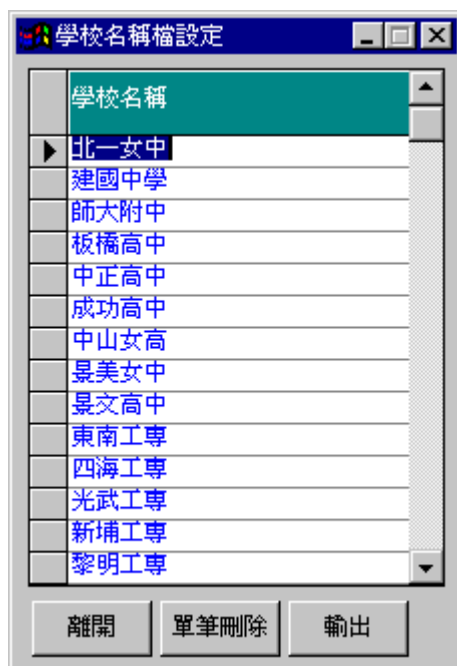 學校名稱檔設定
學校名稱
北一女中
建國中學
師大附中
板橋高中
中正高中
成功高中
中山女高
景美女中
景文高中
東南工專
四海工專
光武工專
新埔工專
黎明工專
離開 單筆刪除 輸出